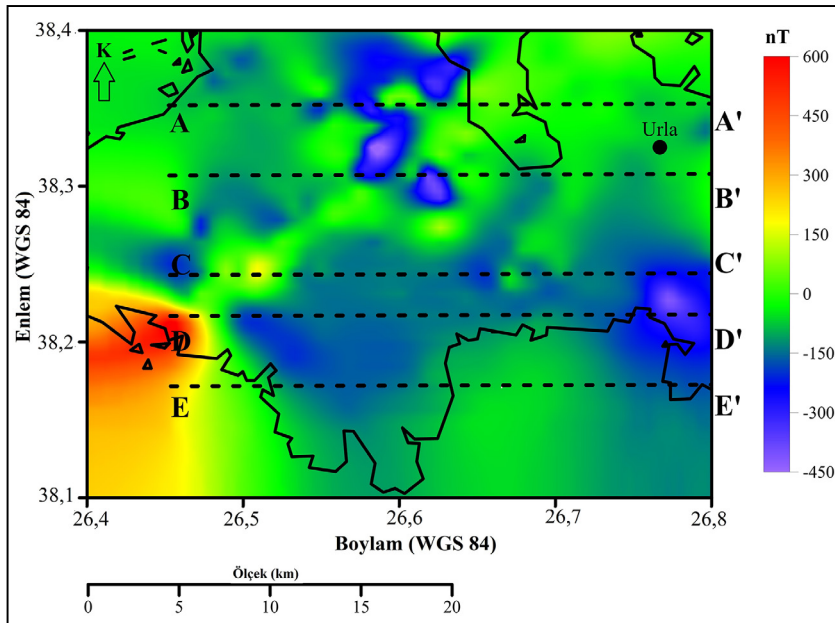 38,4
K
nT
600
450
300
150
0
-150
-300
-450
A
A'
Urla
38,3
B
B'
C
C'
38,2
D
D'
E
E'
38,1
26,4
26,5
26,6
26,7
26,8
Enlem (WGS 84)
Boylam (WGS 84)
Ölçek (km)
0
5
10
15
20